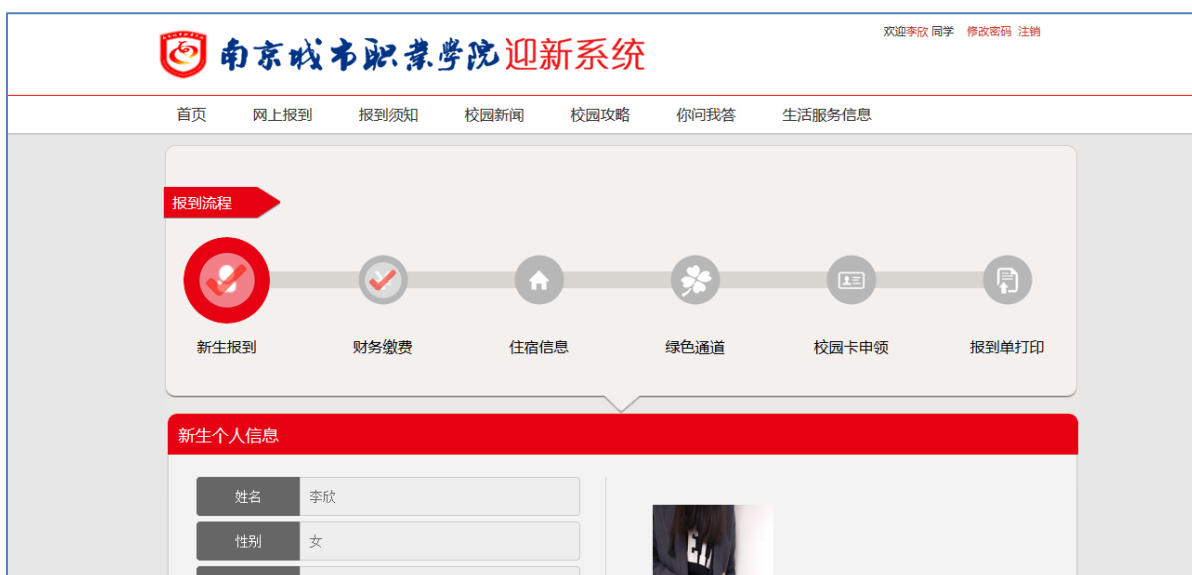 欢迎李欣 同学 修改密码 注销
南京城市职业学院迎新系统
首页 网上报到 报到须知 校园新闻 校园攻略 你问我答 生活服务信息
报到流程
新生报到 财务缴费 住宿信息 绿色通道 校园卡申领 报到单打印
新生个人信息
姓名 李欣
性别 女